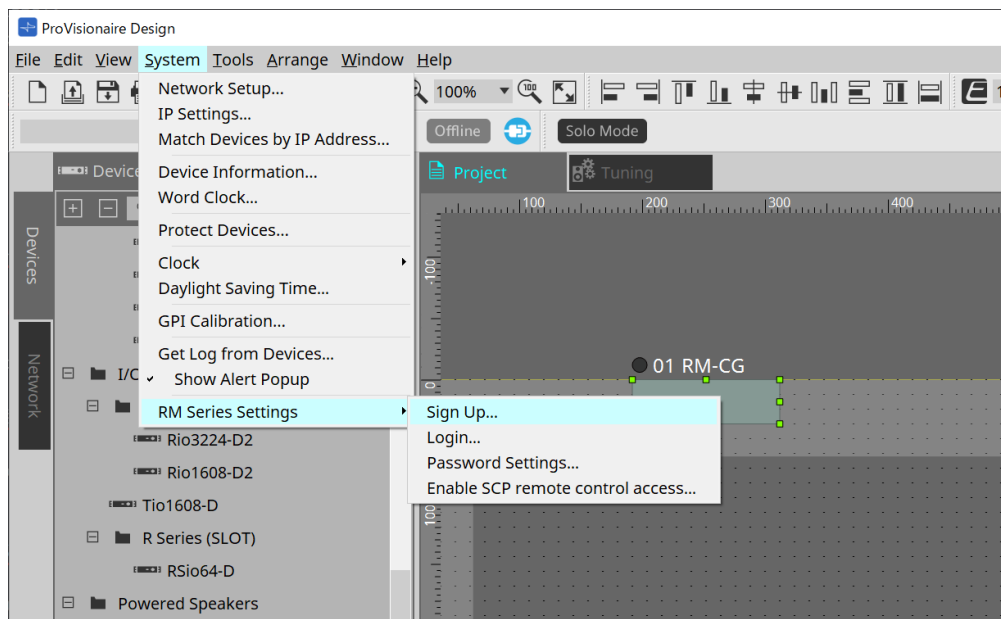 ProVisionaire Design
File Edit View System Tools Arrange Window Help
100%
Offline
Solo Mode
Network Setup...
IP Settings...
Match Devices by IP Address...
Device Information...
Word Clock...
Protect Devices...
Clock
Daylight Saving Time...
GPI Calibration...
Get Log from Devices...
Show Alert Popup
RM Series Settings
Sign Up...
Login...
Password Settings...
Enable SCP remote control access...
Device
Devices
Network
I/O
Rio3224-D2
Rio1608-D2
Tio1608-D
R Series (SLOT)
RSio64-D
Powered Speakers
Project
Tuning
100 200 300 400
-100
0
100
01 RM-CG